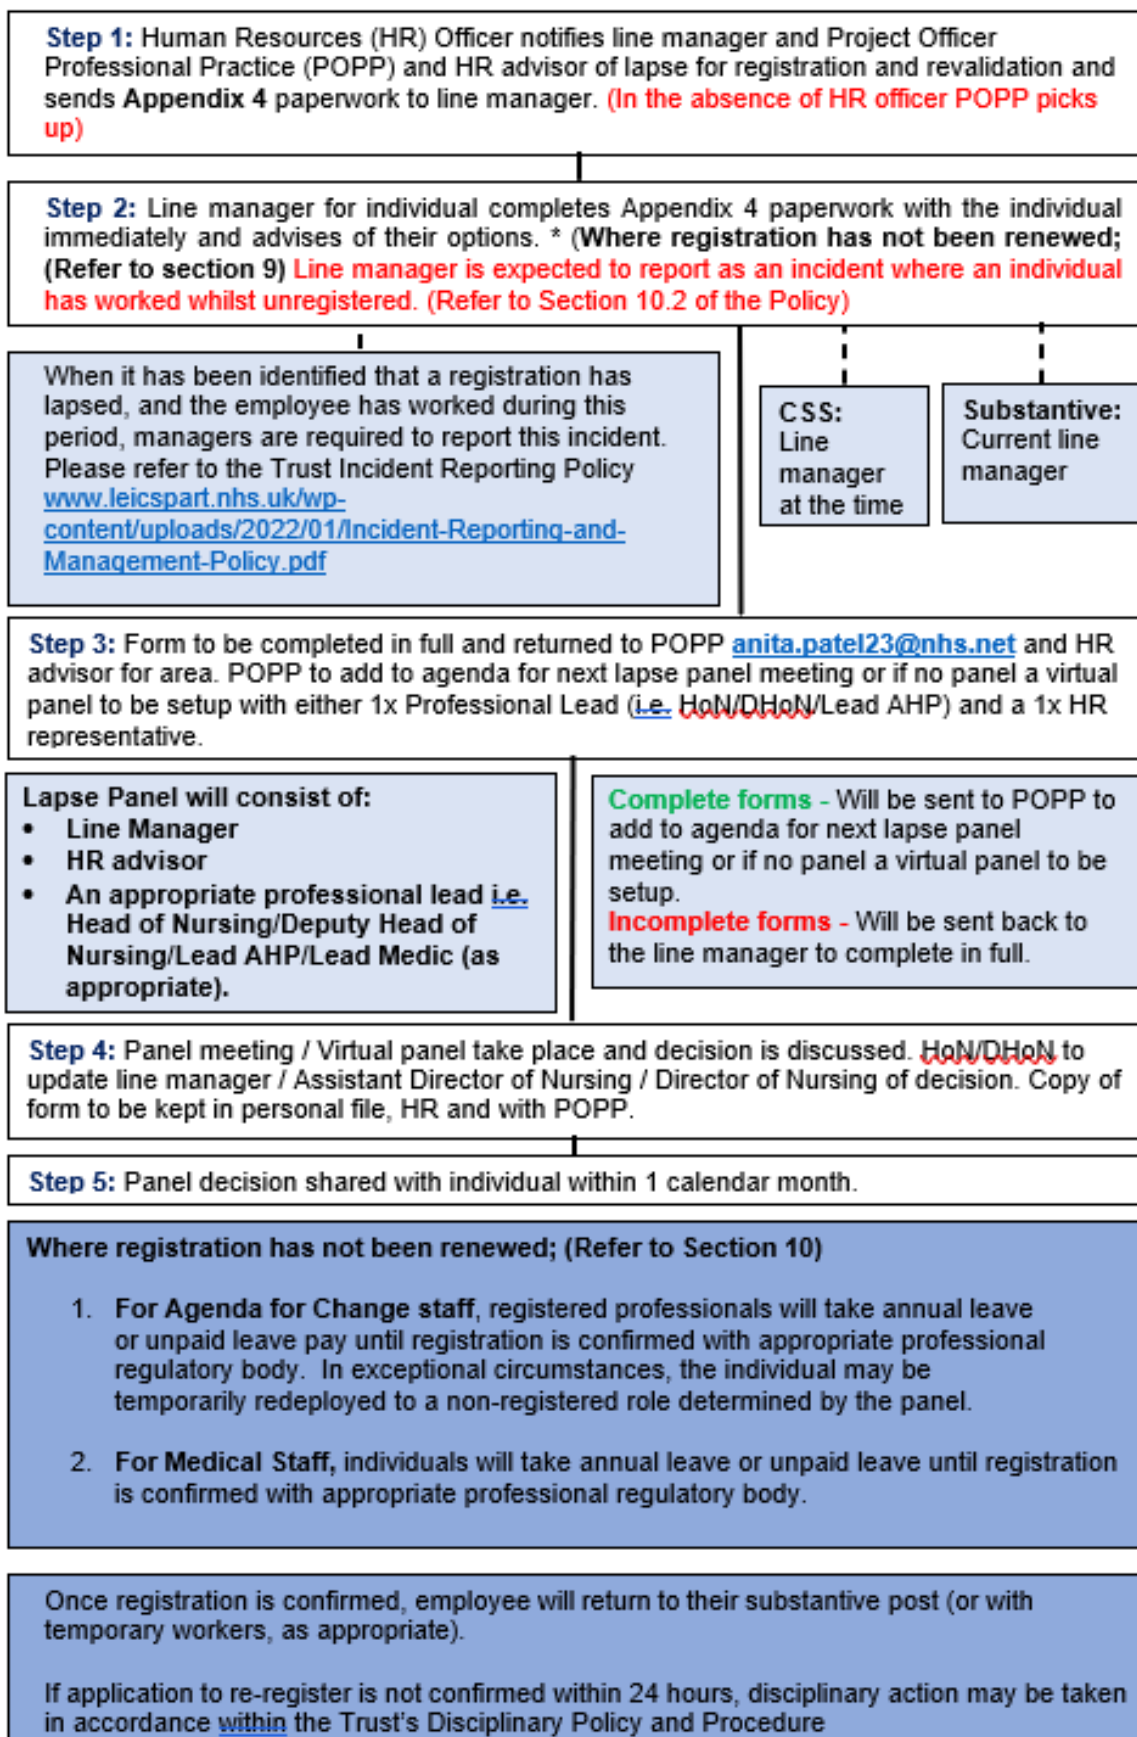 Step 1: Human Resources (HR) Officer notifies line manager and Project Officer
Professional Practice (POPP) and HR advisor of lapse for registration and revalidation and
sends Appendix 4 paperwork to line manager. (In the absence of HR officer POPP picks
up)
Step 2: Line manager for individual completes Appendix 4 paperwork with the individual
immediately and advises of their options. * (Where registration has not been renewed;
(Refer to section 9) Line manager is expected to report as an incident where an individual
has worked whilst unregistered. (Refer to Section 10.2 of the Policy)
When it has been identified that a registration has
lapsed, and the employee has worked during this
period, managers are required to report this incident.
Please refer to the Trust Incident Reporting Policy
www.leicspart.nhs.uk/wp-
content/uploads/2022/01/Incident-Reporting-and-
Management-Policy.pdf
CSS:
Line
manager
at the time
Substantive:
Current line
manager
Step 3: Form to be completed in full and returned to POPP anita.patel23@nhs.net and HR
advisor for area. POPP to add to agenda for next lapse panel meeting or if no panel a virtual
panel to be setup with either 1x Professional Lead (i.e. HoN/DHoN/Lead AHP) and a 1x HR
representative.
Lapse Panel will consist of:
• Line Manager
• HR advisor
• An appropriate professional lead i.e.
Head of Nursing/Deputy Head of
Nursing/Lead AHP/Lead Medic (as
appropriate).
Complete forms - Will be sent to POPP to
add to agenda for next lapse panel
meeting or if no panel a virtual panel to be
setup.
Incomplete forms - Will be sent back to
the line manager to complete in full.
Step 4: Panel meeting / Virtual panel take place and decision is discussed. HoN/DHoN to
update line manager / Assistant Director of Nursing / Director of Nursing of decision. Copy of
form to be kept in personal file, HR and with POPP.
Step 5: Panel decision shared with individual within 1 calendar month.
Where registration has not been renewed; (Refer to Section 10)
1. For Agenda for Change staff, registered professionals will take annual leave
or unpaid leave pay until registration is confirmed with appropriate professional
regulatory body. In exceptional circumstances, the individual may be
temporarily redeployed to a non-registered role determined by the panel.
2. For Medical Staff, individuals will take annual leave or unpaid leave until registration
is confirmed with appropriate professional regulatory body.
Once registration is confirmed, employee will return to their substantive post (or with
temporary workers, as appropriate).
If application to re-register is not confirmed within 24 hours, disciplinary action may be taken
in accordance within the Trust's Disciplinary Policy and Procedure